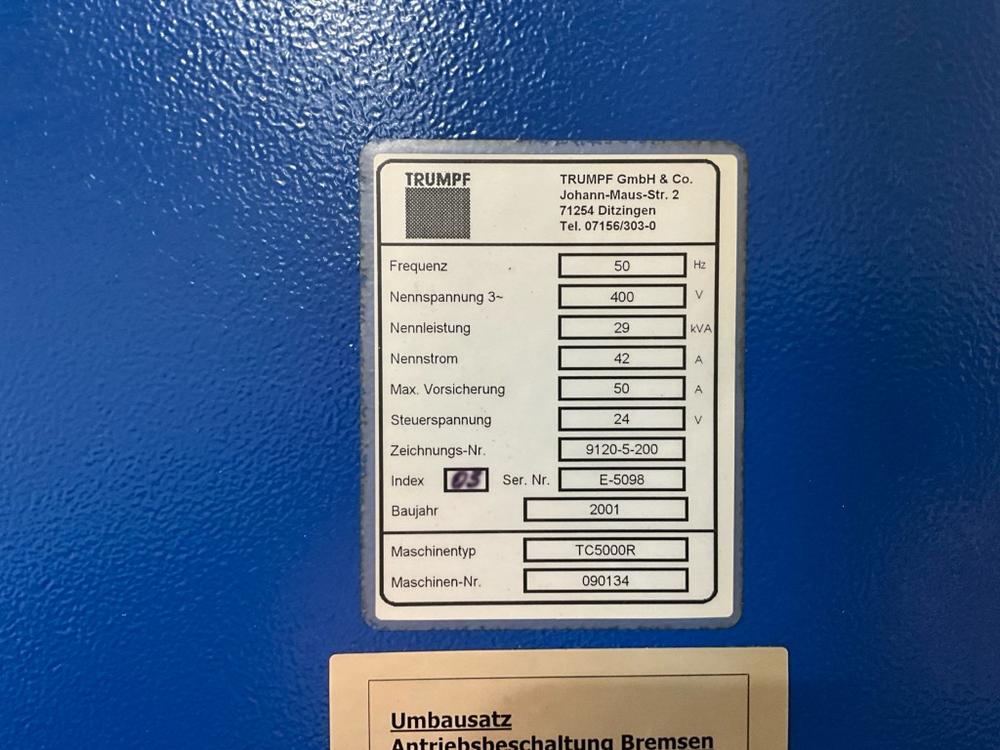 TRUMPF
TRUMPF GmbH & Co.
Johann-Maus-Str. 2
71254 Ditzingen
Tel. 07156/303-0
Frequenz 50 Hz
Nennspannung 3~ 400 V
Nennleistung 29 kVA
Nennstrom 42 A
Max. Vorsicherung 50 A
Steuerspannung 24 V
Zeichnungs-Nr. 9120-5-200
Index 03 Ser. Nr. E-5098
Baujahr 2001
Maschinentyp TC5000R
Maschinen-Nr. 090134
Umbausatz
Antriebsbeschaltung Bremsen